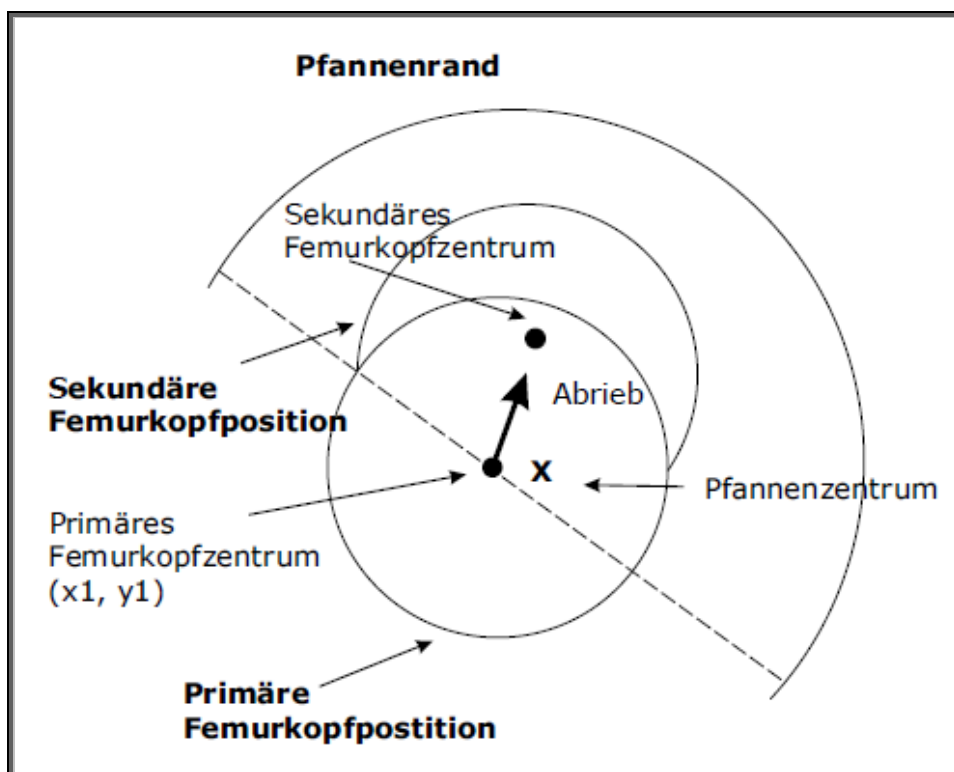 Pfannenrand
Sekundäres
Femurkopfzentrum
Abrieb
Sekundäre
Femurkopfposition
X
Pfannenzentrum
Primäres
Femurkopfzentrum
(x1, y1)
Primäre
Femurkopfpostition